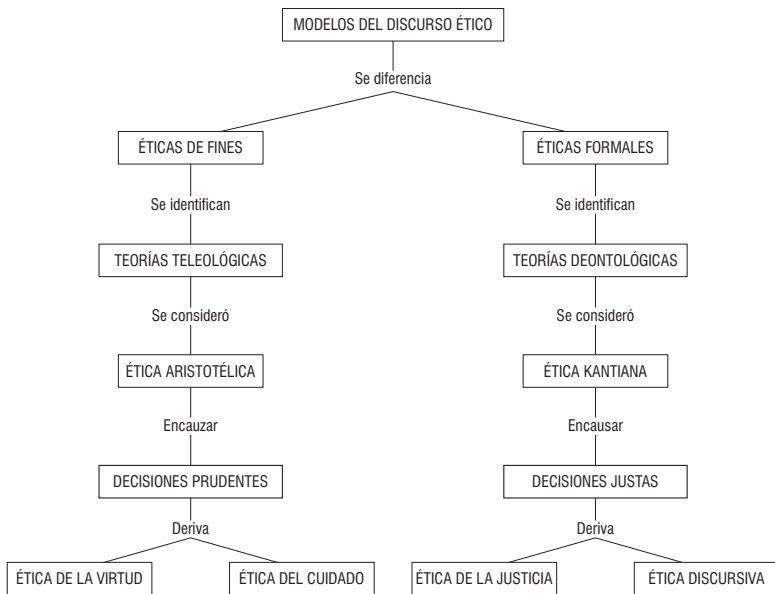 MODELOS DEL DISCURSO ÉTICO
Se diferencia
ÉTICAS DE FINES
ÉTICAS FORMALES
Se identifican
Se identifican
TEORÍAS TELEOLÓGICAS
TEORÍAS DEONTOLÓGICAS
Se consideró
Se consideró
ÉTICA ARISTOTÉLICA
ÉTICA KANTIANA
Encauzar
Encausar
DECISIONES PRUDENTES
DECISIONES JUSTAS
Deriva
Deriva
ÉTICA DE LA VIRTUD
ÉTICA DEL CUIDADO
ÉTICA DE LA JUSTICIA
ÉTICA DISCURSIVA